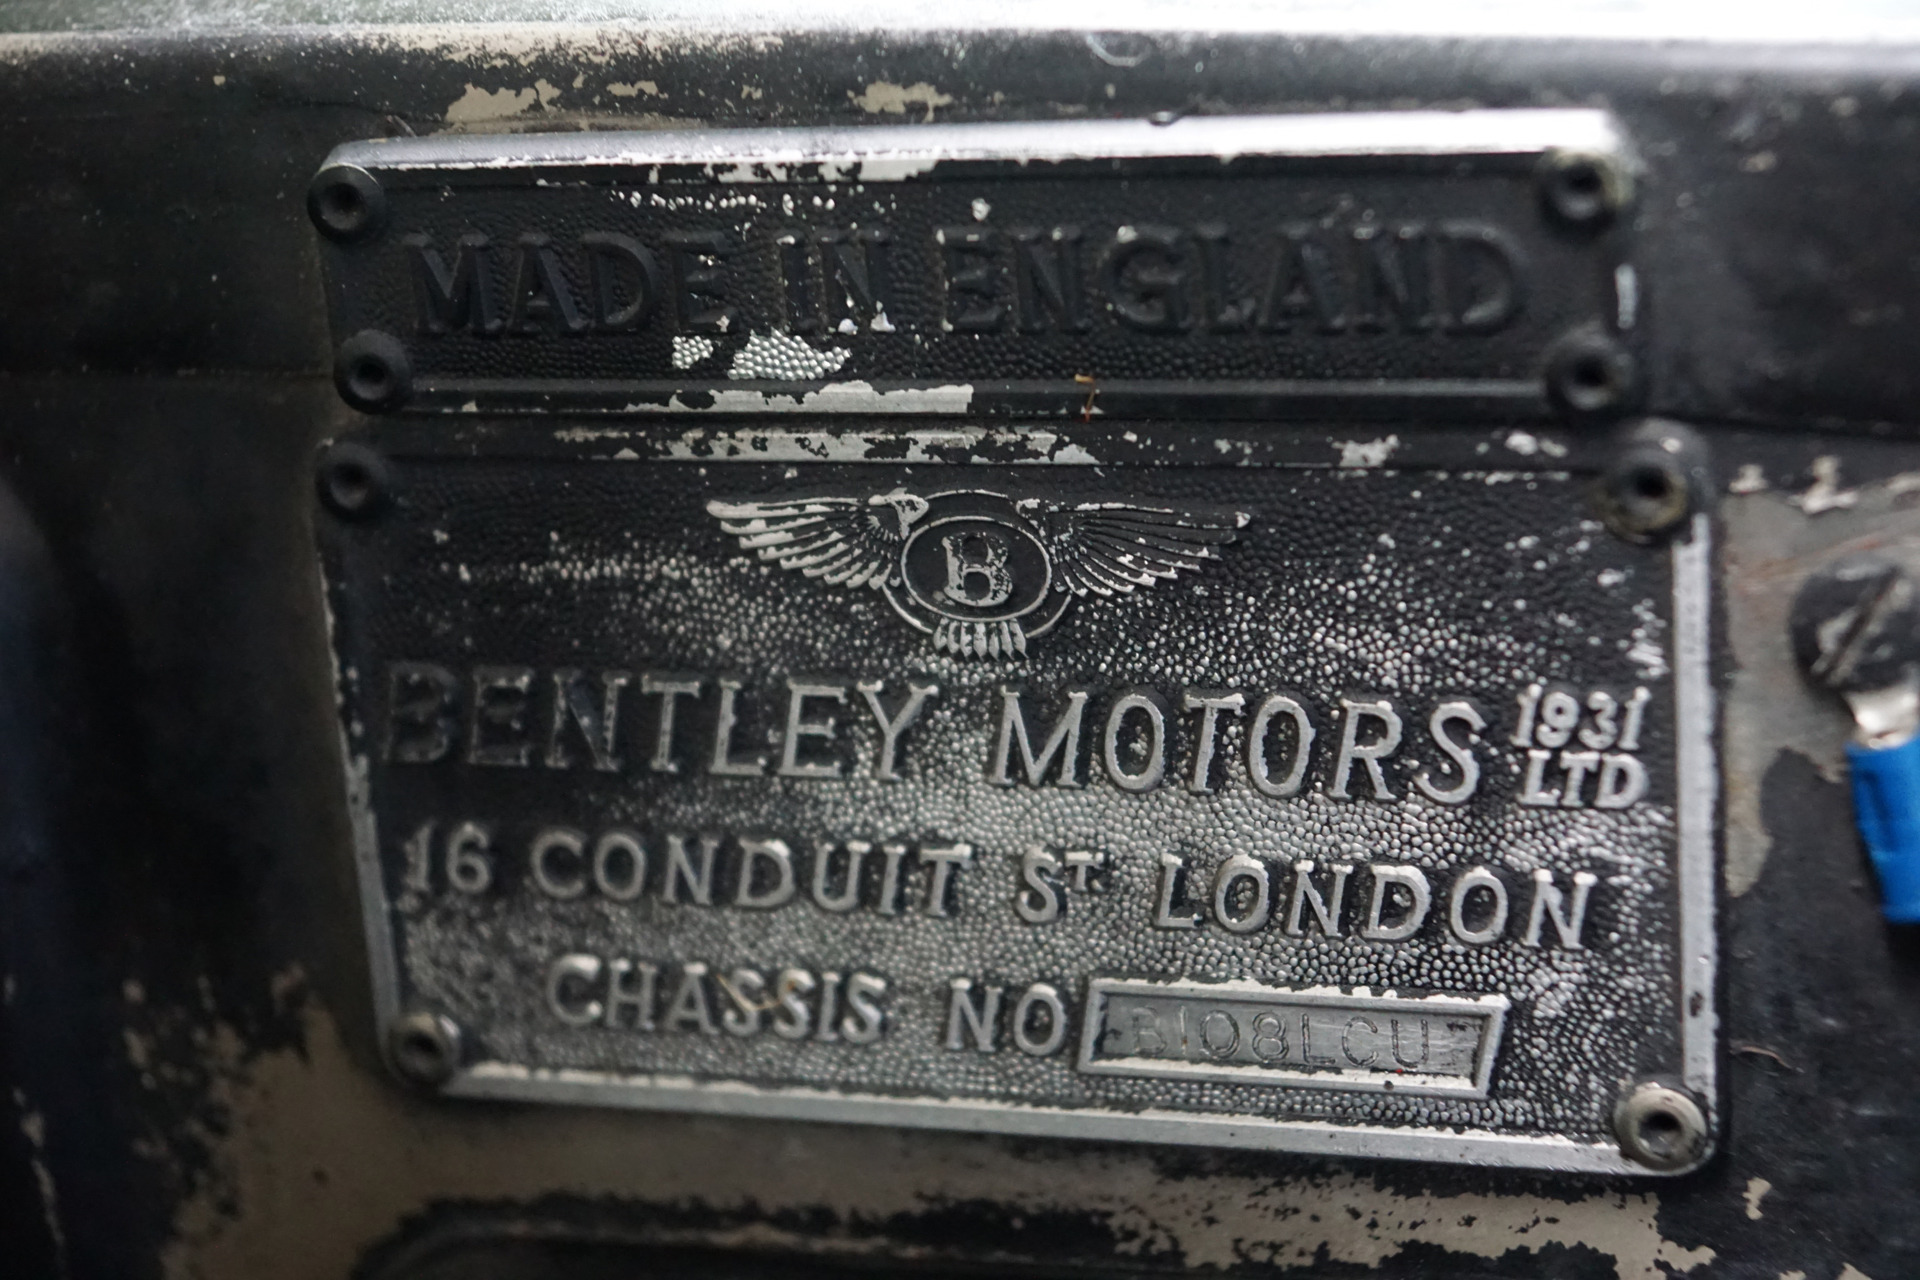 MADE IN ENGLAND
B
BENTLEY MOTORS 1931 LTD
16 CONDUIT ST LONDON
CHASSIS NO B108LCU